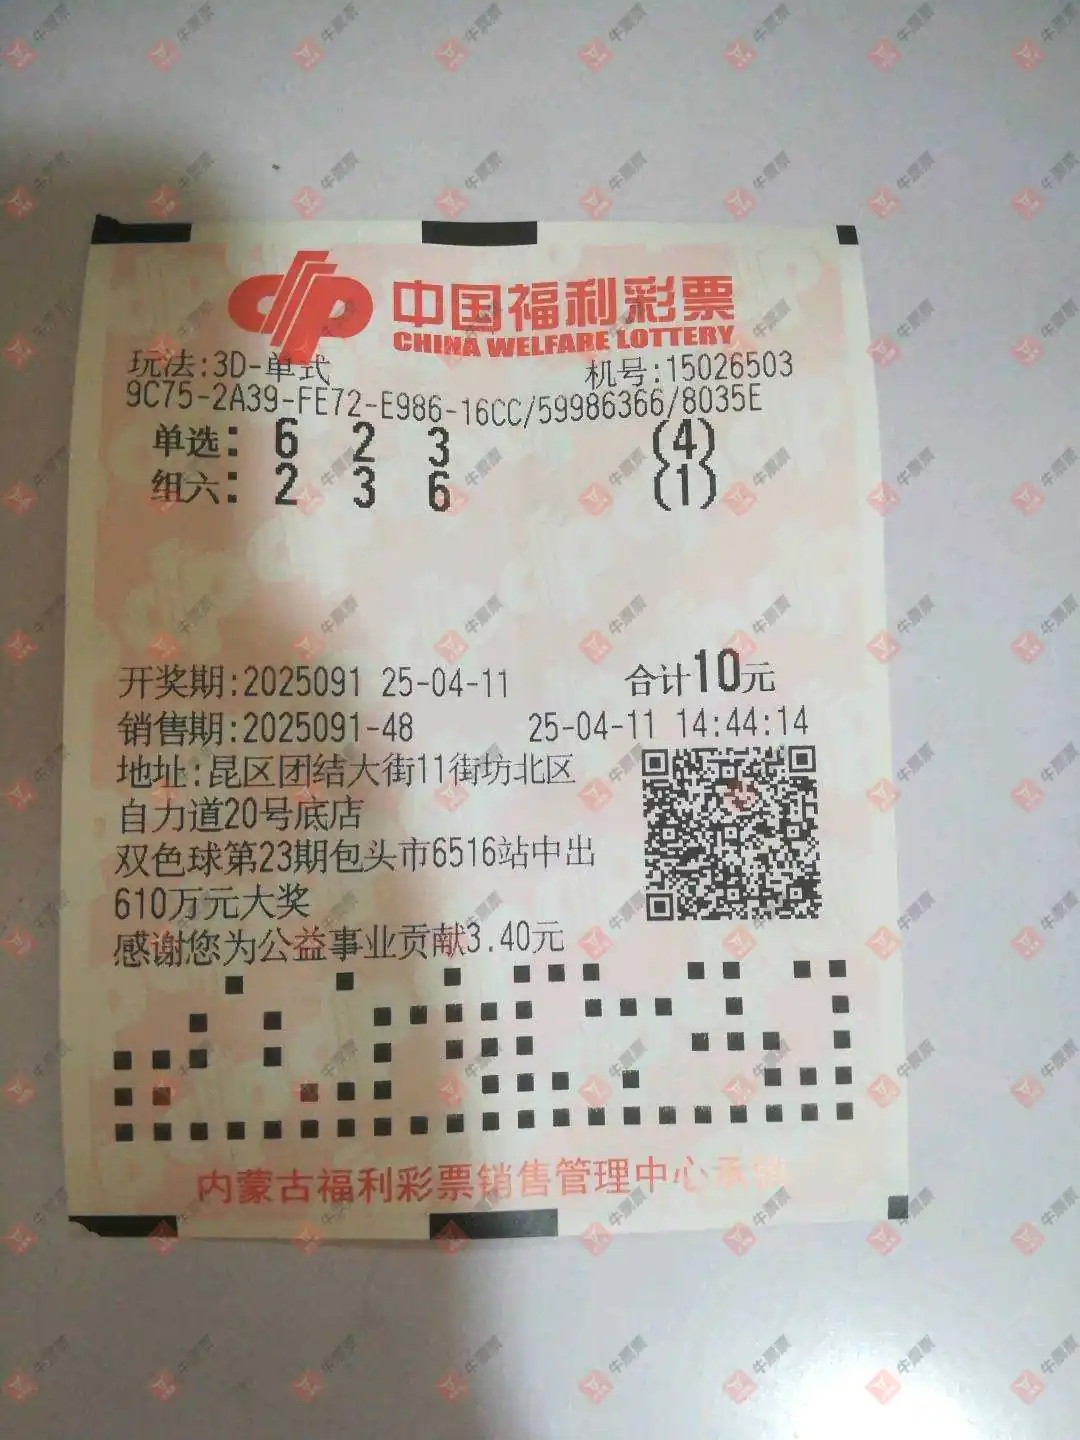 中国福利彩票
CHINA WELFARE LOTTERY
玩法:3D-单式 机号:15026503
9C75-2A39-FE72-E986-16CC/59986366/8035E
单选: 6 2 3 (4)
组六: 2 3 6 (1)
开奖期:2025091 25-04-11 合计10元
销售期:2025091-48 25-04-11 14:44:14
地址:昆区团结大街11街坊北区
自力道20号底店
双色球第23期包头市6516站中出
610万元大奖
感谢您为公益事业贡献3.40元
内蒙古福利彩票销售管理中心承销
牛票票